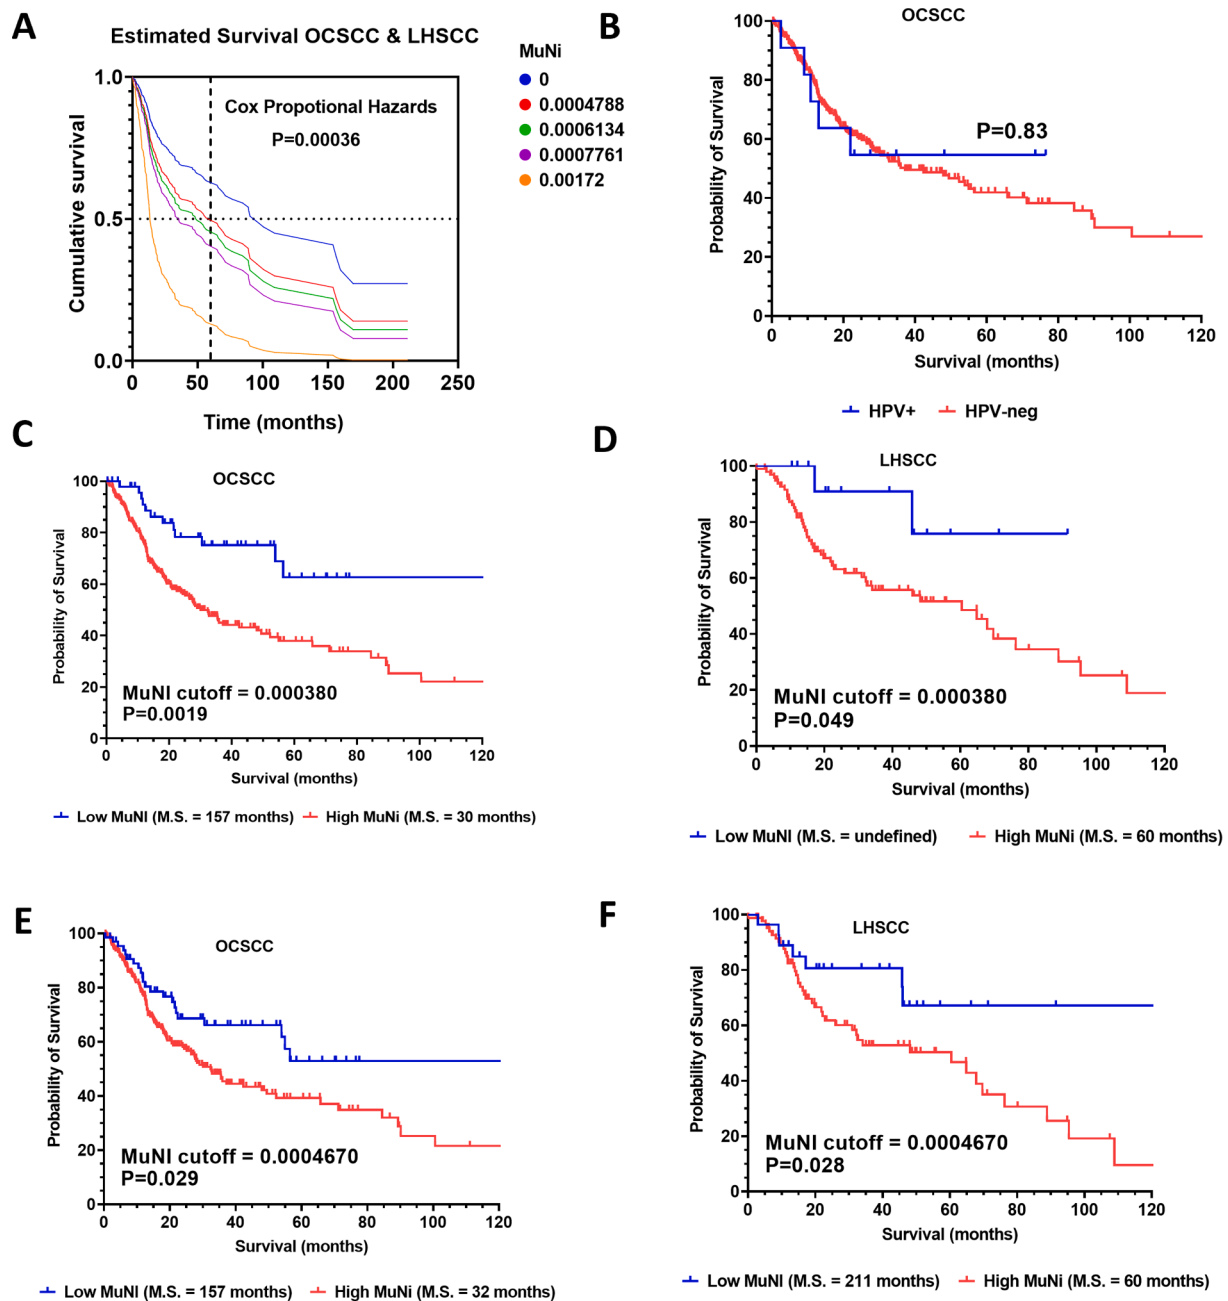 A
Estimated Survival OCSCC & LHSCC
MuNi
0
0.0004788
0.0006134
0.0007761
0.00172
Cox Propotional Hazards
P=0.00036
1.0
0.5
0.0
Cumulative survival
0 50 100 150 200 250
Time (months)
B
OCSCC
P=0.83
100
80
60
40
20
0
Probability of Survival
0 20 40 60 80 100 120
Survival (months)
HPV+ HPV-neg
C
OCSCC
100
80
60
40
20
0
Probability of Survival
MuNI cutoff = 0.000380
P=0.0019
0 20 40 60 80 100 120
Survival (months)
Low MuNI (M.S. = 157 months) High MuNi (M.S. = 30 months)
D
LHSCC
100
80
60
40
20
0
Probability of Survival
MuNI cutoff = 0.000380
P=0.049
0 20 40 60 80 100 120
Survival (months)
Low MuNI (M.S. = undefined) High MuNi (M.S. = 60 months)
E
OCSCC
100
80
60
40
20
0
Probability of Survival
MuNI cutoff = 0.0004670
P=0.029
0 20 40 60 80 100 120
Survival (months)
Low MuNI (M.S. = 157 months) High MuNi (M.S. = 32 months)
F
LHSCC
100
80
60
40
20
0
Probability of Survival
MuNI cutoff = 0.0004670
P=0.028
0 20 40 60 80 100 120
Survival (months)
Low MuNI (M.S. = 211 months) High MuNi (M.S. = 60 months)